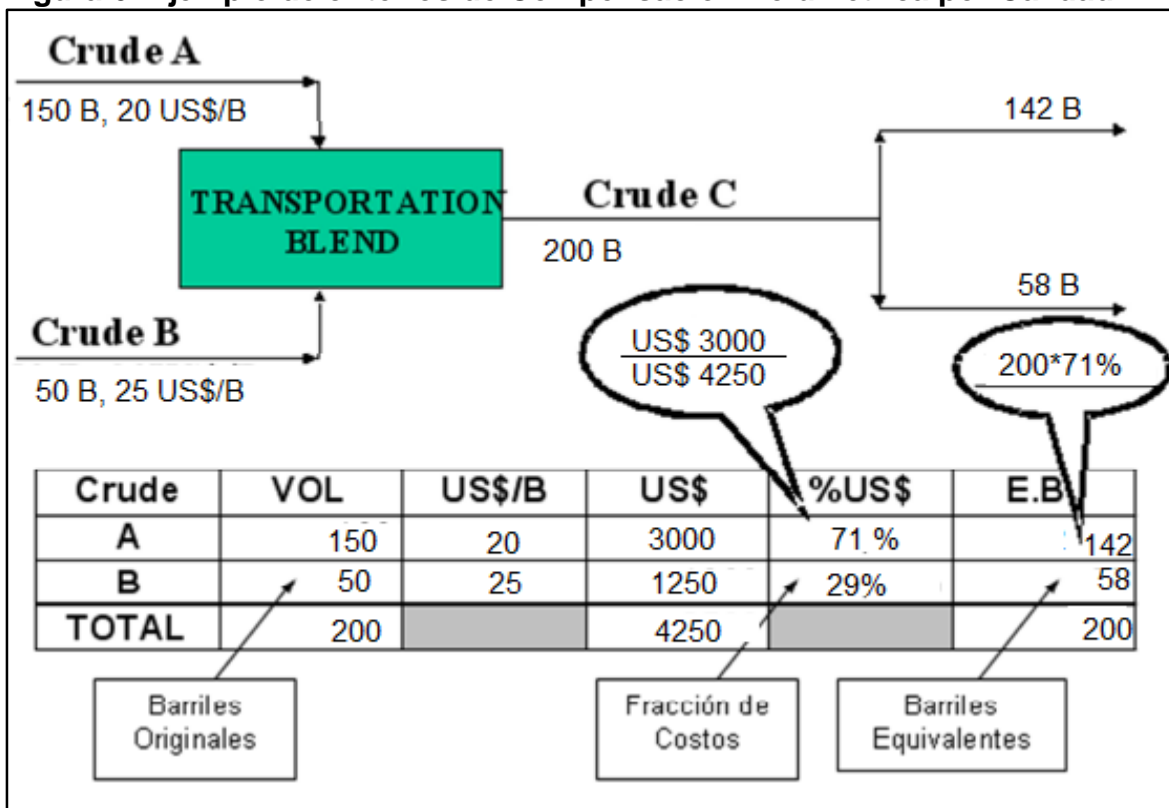 Crude A
150 B, 20 US$/B
142 B
TRANSPORTATION
BLEND
Crude C
200 B
58 B
Crude B
50 B, 25 US$/B
US$ 3000
US$ 4250
200*71%
Crude VOL US$/B US$ %US$ E.B
A 150 20 3000 71 % 142
B 50 25 1250 29% 58
TOTAL 200 4250 200
Barriles
Originales
Fracción de
Costos
Barriles
Equivalentes